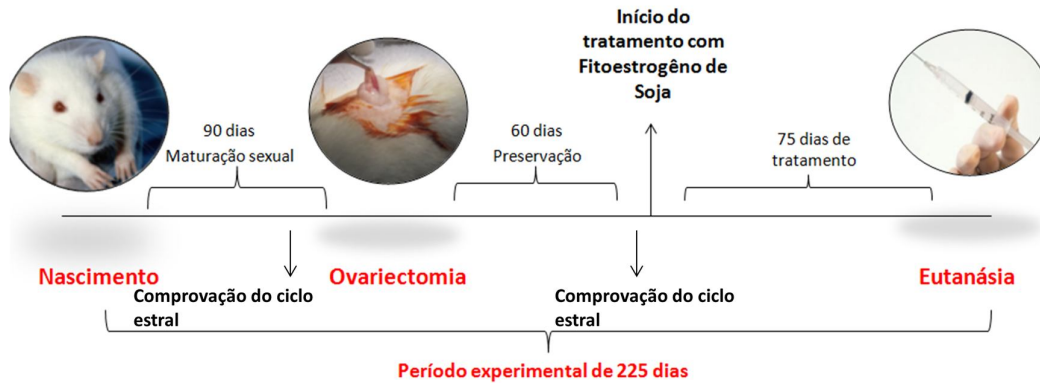 Início do
tratamento com
Fitoestrogêno de
Soja
90 dias
Maturação sexual
60 dias
Preservação
75 dias de
tratamento
Nascimento
Ovariectomia
Eutanásia
Comprovação do ciclo
estral
Comprovação do ciclo
estral
Período experimental de 225 dias